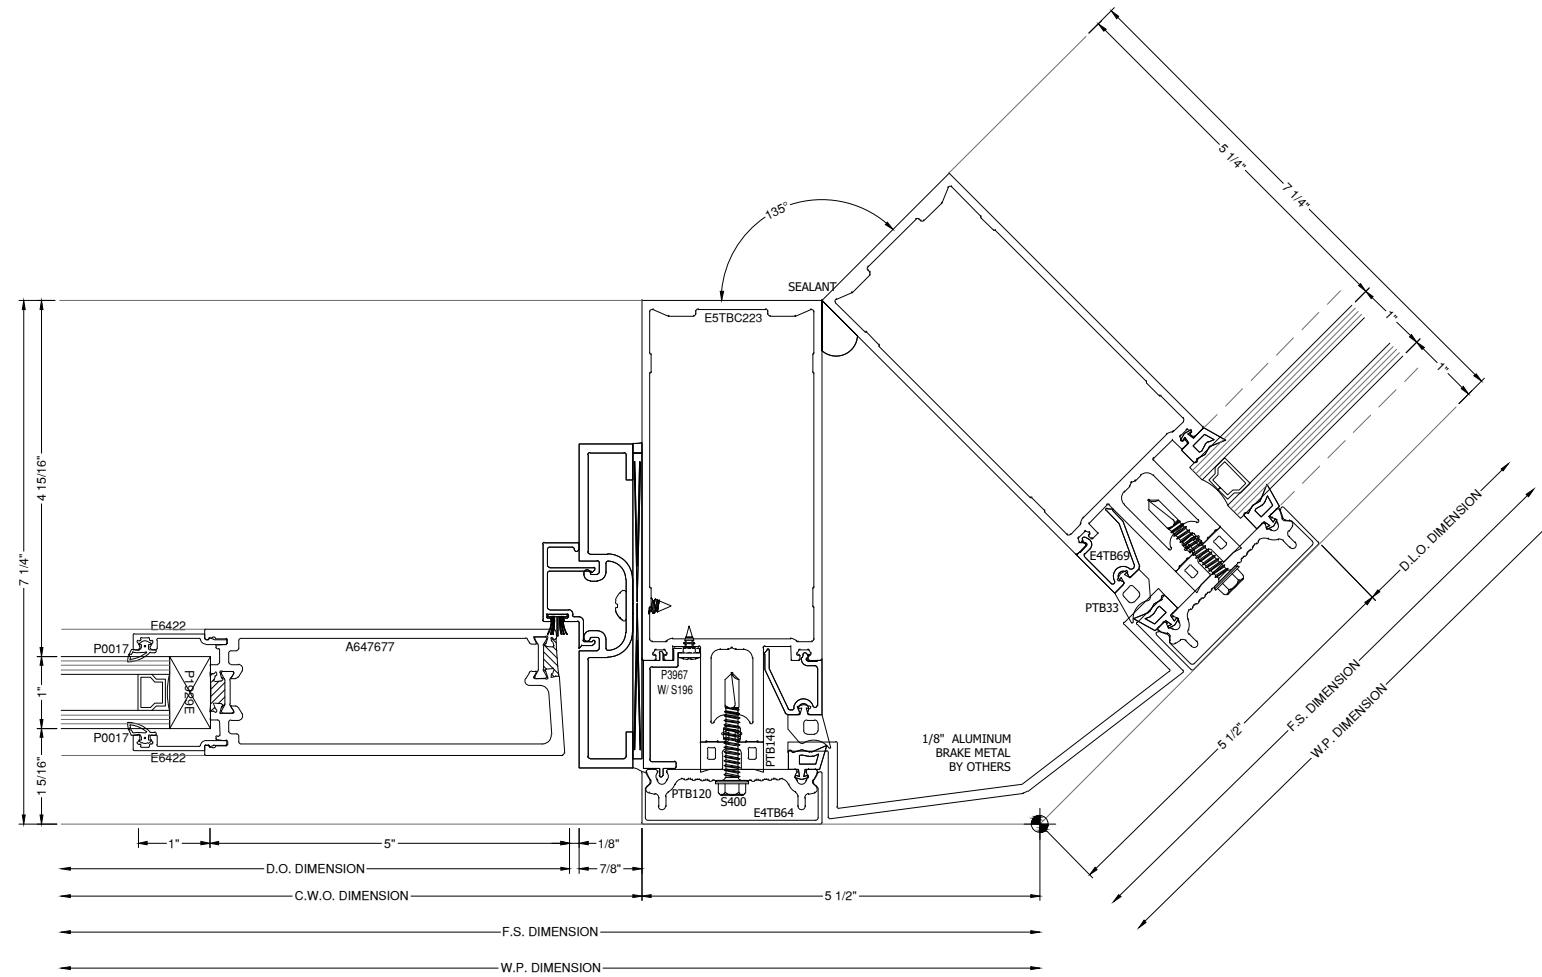 5 1/4"
7 1/4"
135°
SEALANT
E5TBC223
1"
1"
4 15/16"
7 1/4"
1"
1 5/16"
E6422
P0017
A647677
P1929E
P0017
E6422
P3967
W/ S196
PTB148
PTB120
S400
E4TB64
E4TB69
PTB33
1/8" ALUMINUM
BRAKE METAL
BY OTHERS
D.L.O. DIMENSION
5 1/2"
F.S. DIMENSION
W.P. DIMENSION
1"
5"
1/8"
D.O. DIMENSION
7/8"
C.W.O. DIMENSION
5 1/2"
F.S. DIMENSION
W.P. DIMENSION